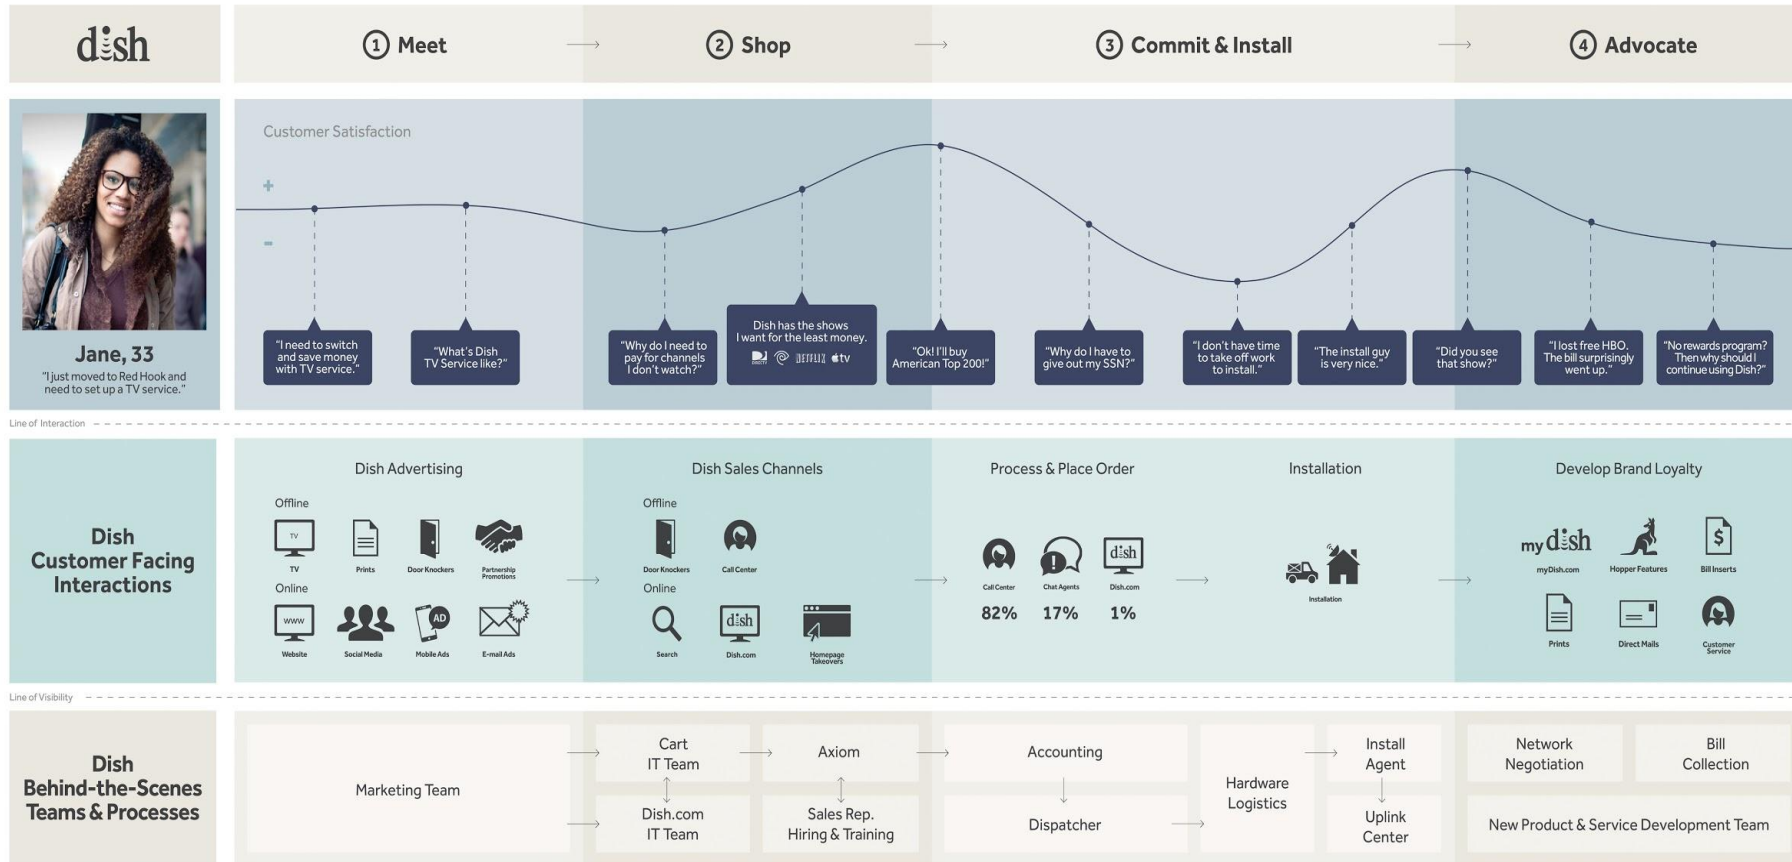 dish
1 Meet
2 Shop
3 Commit & Install
4 Advocate
Customer Satisfaction
+
-
Jane, 33
"I just moved to Red Hook and
need to set up a TV service."
"I need to switch
and save money
with TV service."
"What's Dish
TV Service like?"
"Why do I need to
pay for channels
I don't watch?"
Dish has the shows
I want for the least money.
DIRECTV
NETFLIX tv
"Ok! I'll buy
American Top 200!"
"Why do I have to
give out my SSN?"
"I don't have time
to take off work
to install."
"The install guy
is very nice."
"Did you see
that show?"
"I lost free HBO.
The bill surprisingly
went up."
"No rewards program?
Then why should I
continue using Dish?"
Line of Interaction
Dish
Customer Facing
Interactions
Dish Advertising
Offline
TV
TV
Prints
Door Knockers
Partnership
Promotions
Online
WWW
AD
Website
Social Media
Mobile Ads
E-mail Ads
Dish Sales Channels
Offline
Door Knockers
Call Center
Online
dish
Search
Dish.com
Homepage
Takeovers
Process & Place Order
dish
Call Center
Chat Agents
Dish.com
82%
17%
1%
Installation
Installation
Develop Brand Loyalty
my dish
$
myDish.com
Hopper Features
Bill Inserts
Prints
Direct Mails
Customer
Service
Line of Visibility
Dish
Behind-the-Scenes
Teams & Processes
Marketing Team
Cart
IT Team
Axiom
Dish.com
IT Team
Sales Rep.
Hiring & Training
Accounting
Dispatcher
Hardware
Logistics
Install
Agent
Uplink
Center
Network
Negotiation
Bill
Collection
New Product & Service Development Team